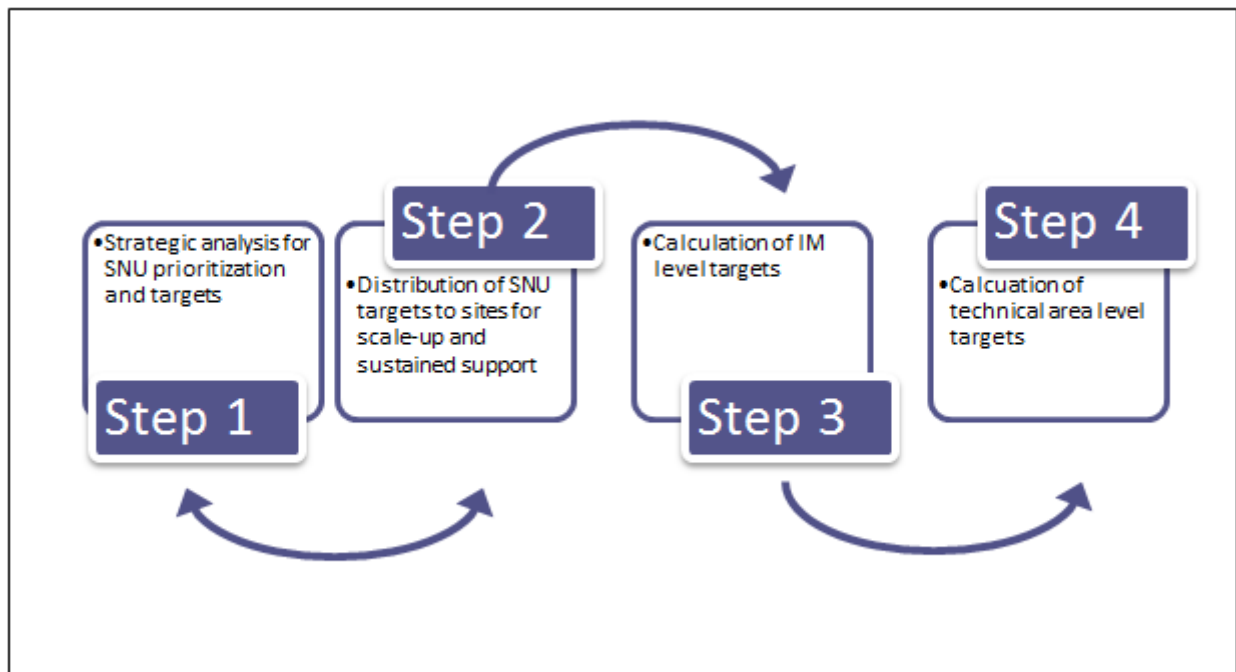 •Strategic analysis for
SNU prioritization
and targets
Step 1
Step 2
•Distribution of SNU
targets to sites for
scale-up and
sustained support
•Calculation of IM
level targets
Step 3
Step 4
•Calcuation of
technical area level
targets